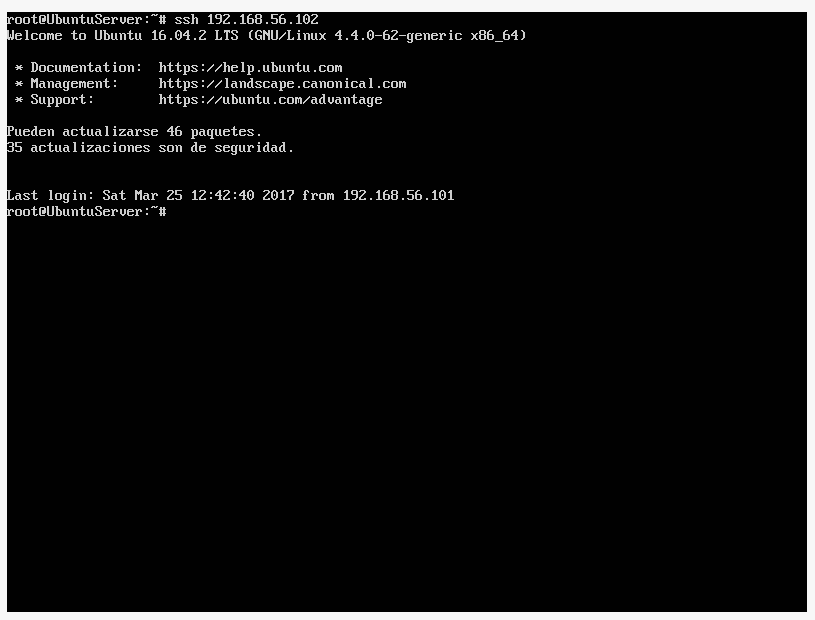 root@UbuntuServer:~# ssh 192.168.56.102
Welcome to Ubuntu 16.04.2 LTS (GNU/Linux 4.4.0-62-generic x86_64)
* Documentation: https://help.ubuntu.com
* Management: https://landscape.canonical.com
* Support: https://ubuntu.com/advantage
Pueden actualizarse 46 paquetes.
35 actualizaciones son de seguridad.
Last login: Sat Mar 25 12:42:40 2017 from 192.168.56.101
root@UbuntuServer:~#